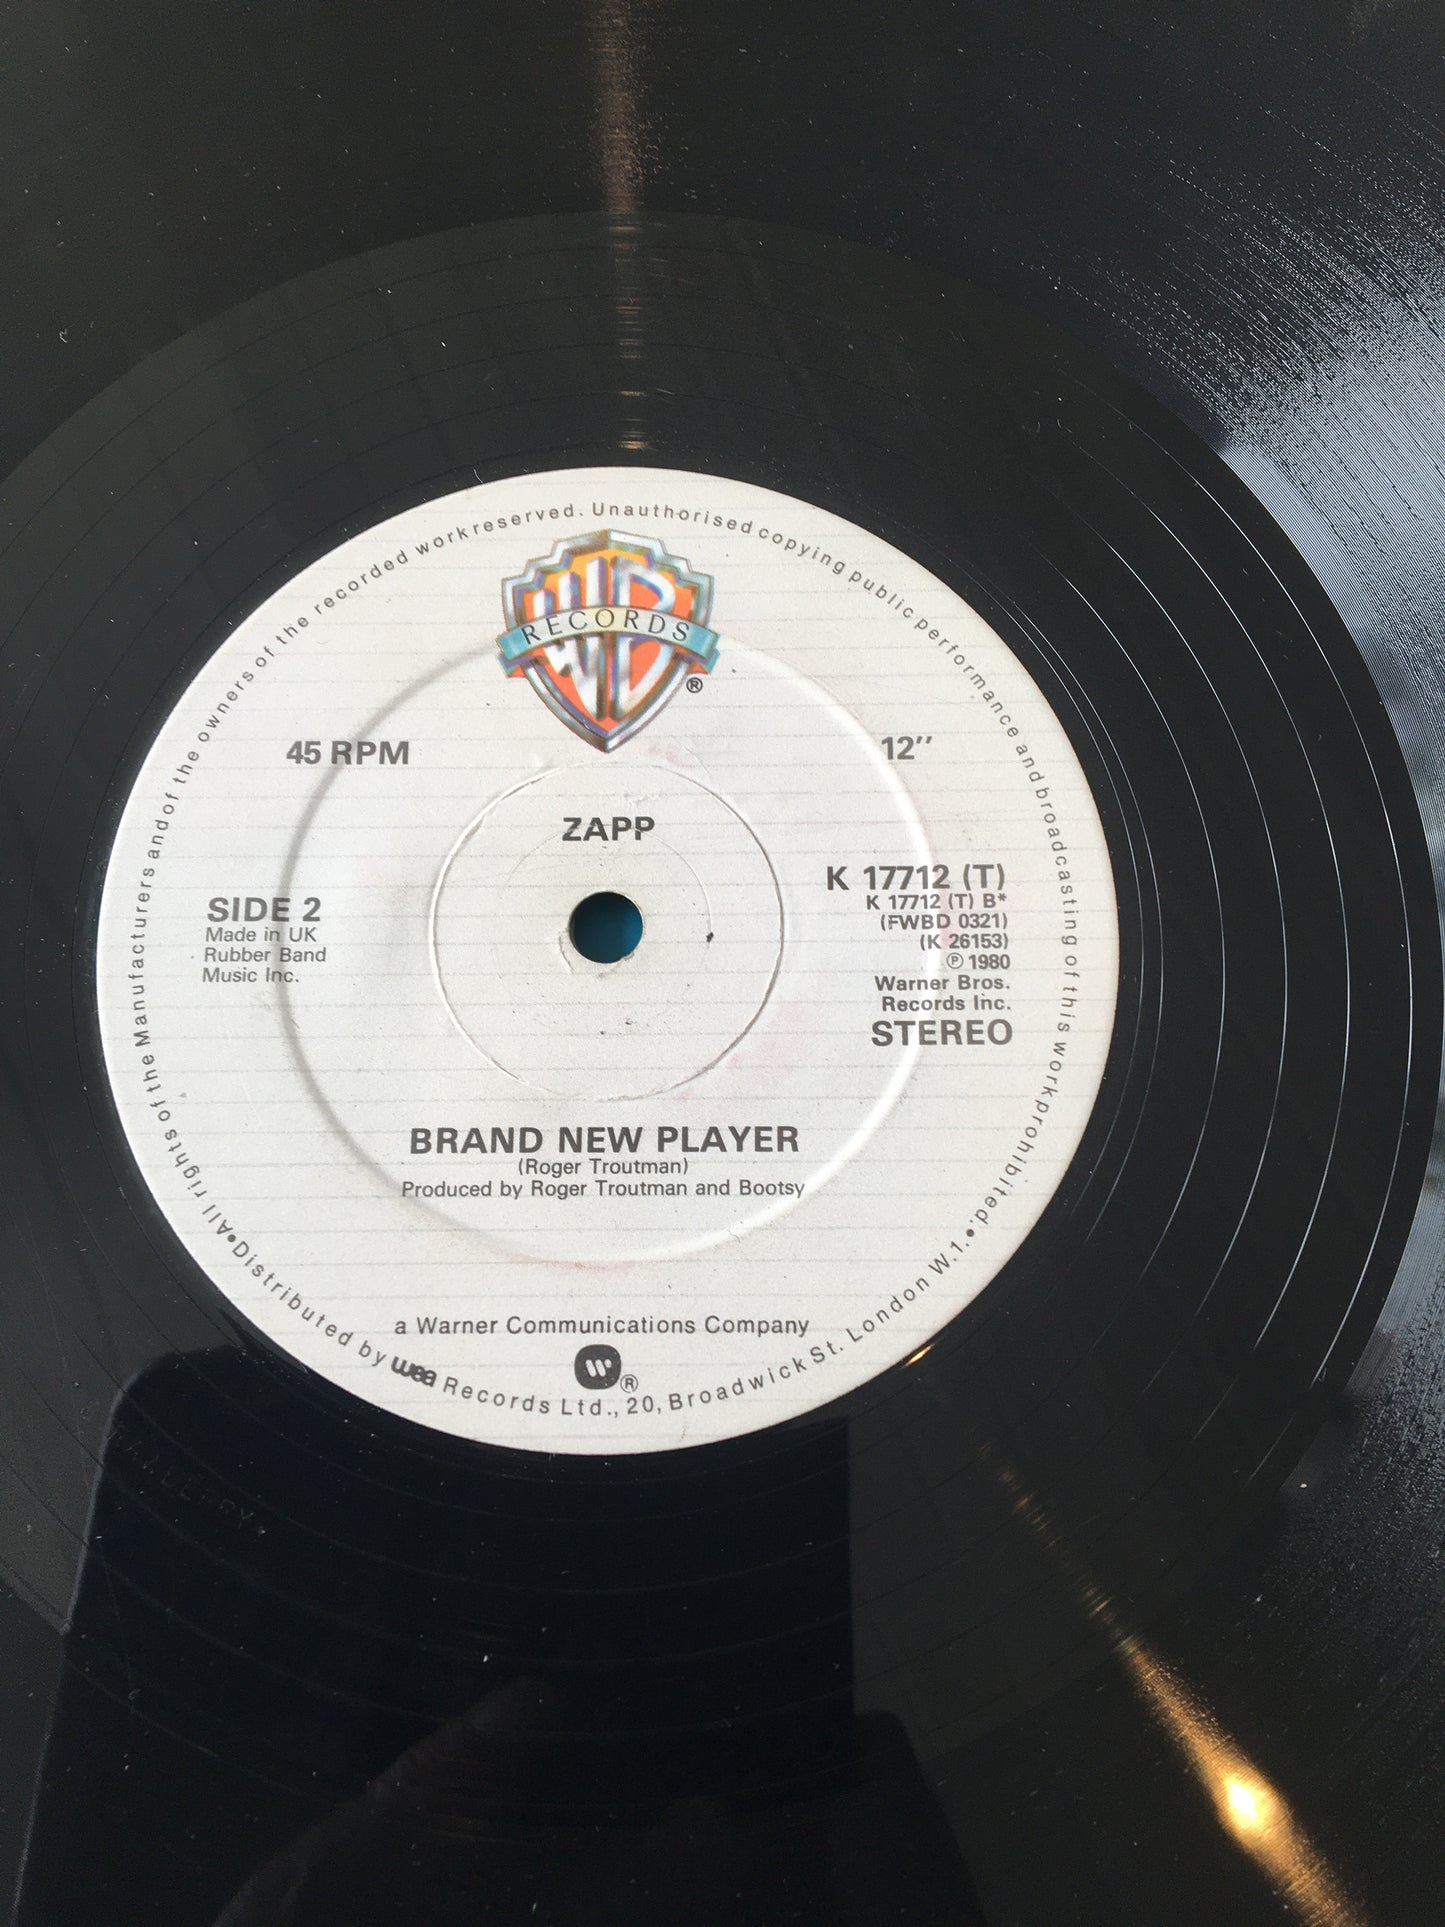 All rights of the Manufacturers and of the owners of the recorded work reserved. Unauthorised copying public performance and broadcasting of this work prohibited.
WB
RECORDS
®
45 RPM
12''
ZAPP
K 17712 (T)
K 17712 (T) B*
(FWBD 0321)
(K 26153)
℗ 1980
Warner Bros.
Records Inc.
STEREO
SIDE 2
Made in UK
Rubber Band
Music Inc.
BRAND NEW PLAYER
(Roger Troutman)
Produced by Roger Troutman and Bootsy
a Warner Communications Company
®
• Distributed by wea Records Ltd., 20, Broadwick St. London W.1. •